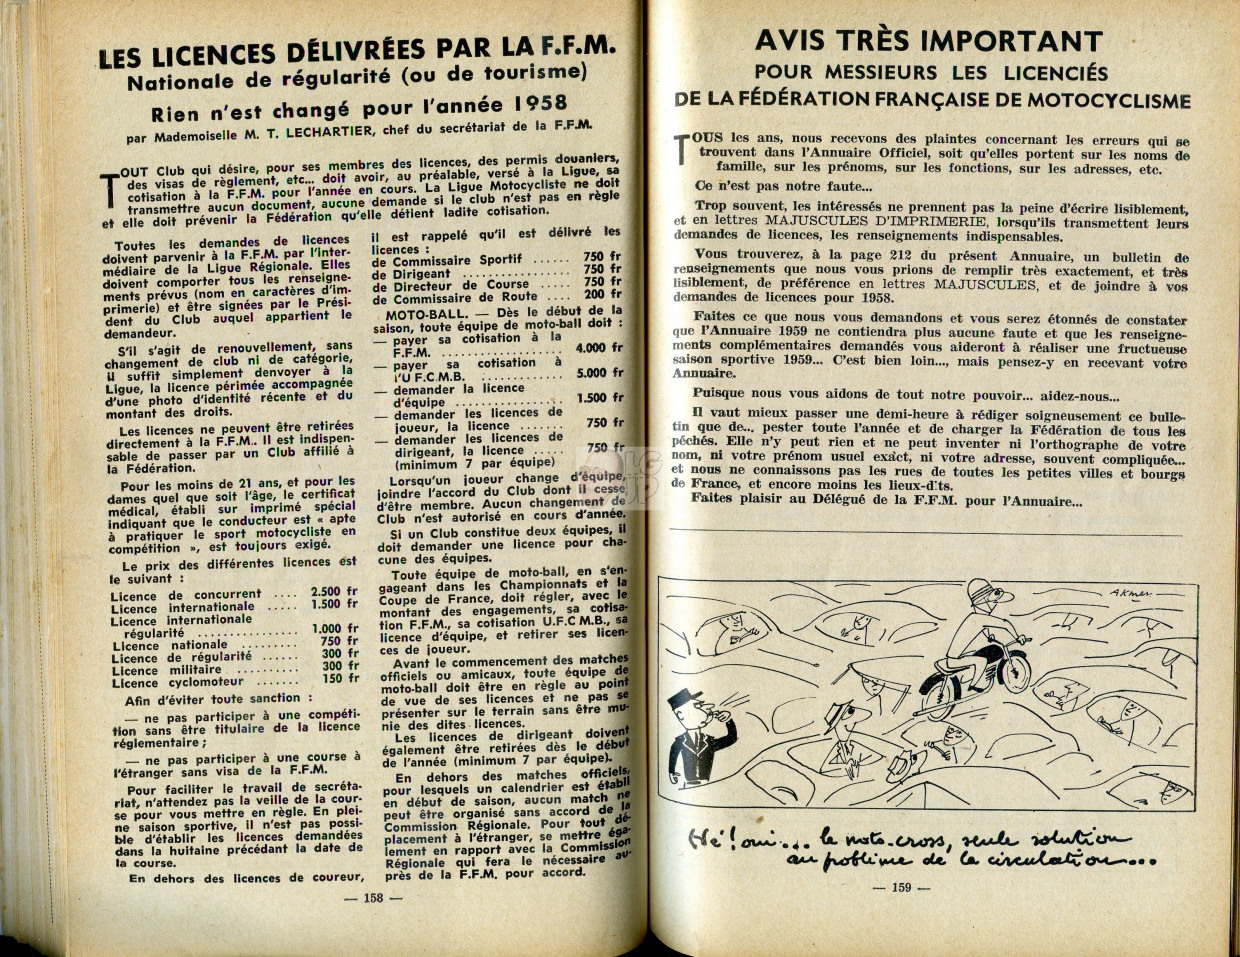 LES LICENCES DÉLIVRÉES PAR LA F.F.M.
Nationale de régularité (ou de tourisme)
Rien n'est changé pour l'année 1958
par Mademoiselle M. T. LECHARTIER, chef du secrétariat de la F.F.M.
TOUT Club qui désire, pour ses membres des licences, des permis douaniers,
des visas de règlement, etc... doit avoir, au préalable, versé à la Ligue, sa
cotisation à la F.F.M. pour l'année en cours. La Ligue Motocycliste ne doit
transmettre aucun document, aucune demande si le club n'est pas en règle
et elle doit prévenir la Fédération qu'elle détient ladite cotisation.
Toutes les demandes de licences
doivent parvenir à la F.F.M. par l'inter-
médiaire de la Ligue Régionale. Elles
doivent comporter tous les renseigne-
ments prévus (nom en caractères d'im-
primerie) et être signées par le Prési-
dent du Club auquel appartient le
demandeur.
S'il s'agit de renouvellement, sans
changement de club ni de catégorie,
il suffit simplement denvoyer à la
Ligue, la licence périmée accompagnée
d'une photo d'identité récente et du
montant des droits.
Les licences ne peuvent être retirées
directement à la F.F.M.. Il est indispen-
sable de passer par un Club affilié à
la Fédération.
Pour les moins de 21 ans, et pour les
dames quel que soit l'âge, le certificat
médical, établi sur imprimé spécial
indiquant que le conducteur est « apte
à pratiquer le sport motocycliste en
compétition », est toujours exigé.
Le prix des différentes licences est
le suivant :
Licence de concurrent .... 2.500 fr
Licence internationale ..... 1.500 fr
Licence internationale
régularité ............... 1.000 fr
Licence nationale ......... 750 fr
Licence de régularité ...... 300 fr
Licence militaire .......... 300 fr
Licence cyclomoteur ....... 150 fr
Afin d'éviter toute sanction :
— ne pas participer à une compéti-
tion sans être titulaire de la licence
réglementaire ;
— ne pas participer à une course à
l'étranger sans visa de la F.F.M.
Pour faciliter le travail de secréta-
riat, n'attendez pas la veille de la cour-
se pour vous mettre en règle. En plei-
ne saison sportive, il n'est pas possi-
ble d'établir les licences demandées
dans la huitaine précédant la date de
la course.
En dehors des licences de coureur,
il est rappelé qu'il est délivré les
licences :
de Commissaire Sportif ...... 750 fr
de Dirigeant ................ 750 fr
de Directeur de Course ..... 750 fr
de Commissaire de Route .... 200 fr
MOTO-BALL. — Dès le début de la
saison, toute équipe de moto-ball doit :
— payer sa cotisation à la
F.F.M. .................... 4.000 fr
— payer sa cotisation à
l'U F.C.M.B. ............. 5.000 fr
— demander la licence
d'équipe .................. 1.500 fr
— demander les licences de
joueur, la licence ....... 750 fr
— demander les licences de
dirigeant, la licence ..... 750 fr
(minimum 7 par équipe)
Lorsqu'un joueur change d'équipe,
joindre l'accord du Club dont il cesse
d'être membre. Aucun changement de
Club n'est autorisé en cours d'année.
Si un Club constitue deux équipes, il
doit demander une licence pour cha-
cune des équipes.
Toute équipe de moto-ball, en s'en-
gageant dans les Championnats et la
Coupe de France, doit régler, avec le
montant des engagements, sa cotisa-
tion F.F.M., sa cotisation U.F.C M.B., sa
licence d'équipe, et retirer ses licen-
ces de joueur.
Avant le commencement des matches
officiels ou amicaux, toute équipe de
moto-ball doit être en règle au point
de vue de ses licences et ne pas se
présenter sur le terrain sans être mu-
nie des dites licences.
Les licences de dirigeant doivent
également être retirées dès le début
de l'année (minimum 7 par équipe).
En dehors des matches officiels,
pour lesquels un calendrier est établi
en début de saison, aucun match ne
peut être organisé sans accord de la
Commission Régionale. Pour tout dé-
placement à l'étranger, se mettre éga-
lement en rapport avec la Commission
Régionale qui fera le nécessaire au-
près de la F.F.M. pour accord.
— 158 —
AVIS TRÈS IMPORTANT
POUR MESSIEURS LES LICENCIÉS
DE LA FÉDÉRATION FRANÇAISE DE MOTOCYCLISME
TOUS les ans, nous recevons des plaintes concernant les erreurs qui se
trouvent dans l'Annuaire Officiel, soit qu'elles portent sur les noms de
famille, sur les prénoms, sur les fonctions, sur les adresses, etc.
Ce n'est pas notre faute...
Trop souvent, les intéressés ne prennent pas la peine d'écrire lisiblement,
et en lettres MAJUSCULES D'IMPRIMERIE, lorsqu'ils transmettent leurs
demandes de licences, les renseignements indispensables.
Vous trouverez, à la page 212 du présent Annuaire, un bulletin de
renseignements que nous vous prions de remplir très exactement, et très
lisiblement, de préférence en lettres MAJUSCULES, et de joindre à vos
demandes de licences pour 1958.
Faites ce que nous vous demandons et vous serez étonnés de constater
que l'Annuaire 1959 ne contiendra plus aucune faute et que les renseigne-
ments complémentaires demandés vous aideront à réaliser une fructueuse
saison sportive 1959... C'est bien loin..., mais pensez-y en recevant votre
Annuaire.
Puisque nous vous aidons de tout notre pouvoir... aidez-nous...
Il vaut mieux passer une demi-heure à rédiger soigneusement ce bulle-
tin que de... pester toute l'année et de charger la Fédération de tous les
péchés. Elle n'y peut rien et ne peut inventer ni l'orthographe de votre
nom, ni votre prénom usuel exact, ni votre adresse, souvent compliquée...
et nous ne connaissons pas les rues de toutes les petites villes et bourgs
de France, et encore moins les lieux-dits.
Faites plaisir au Délégué de la F.F.M. pour l'Annuaire...
Hé! oui... le moto-cross, seule solution
au problème de la circulation...
— 159 —